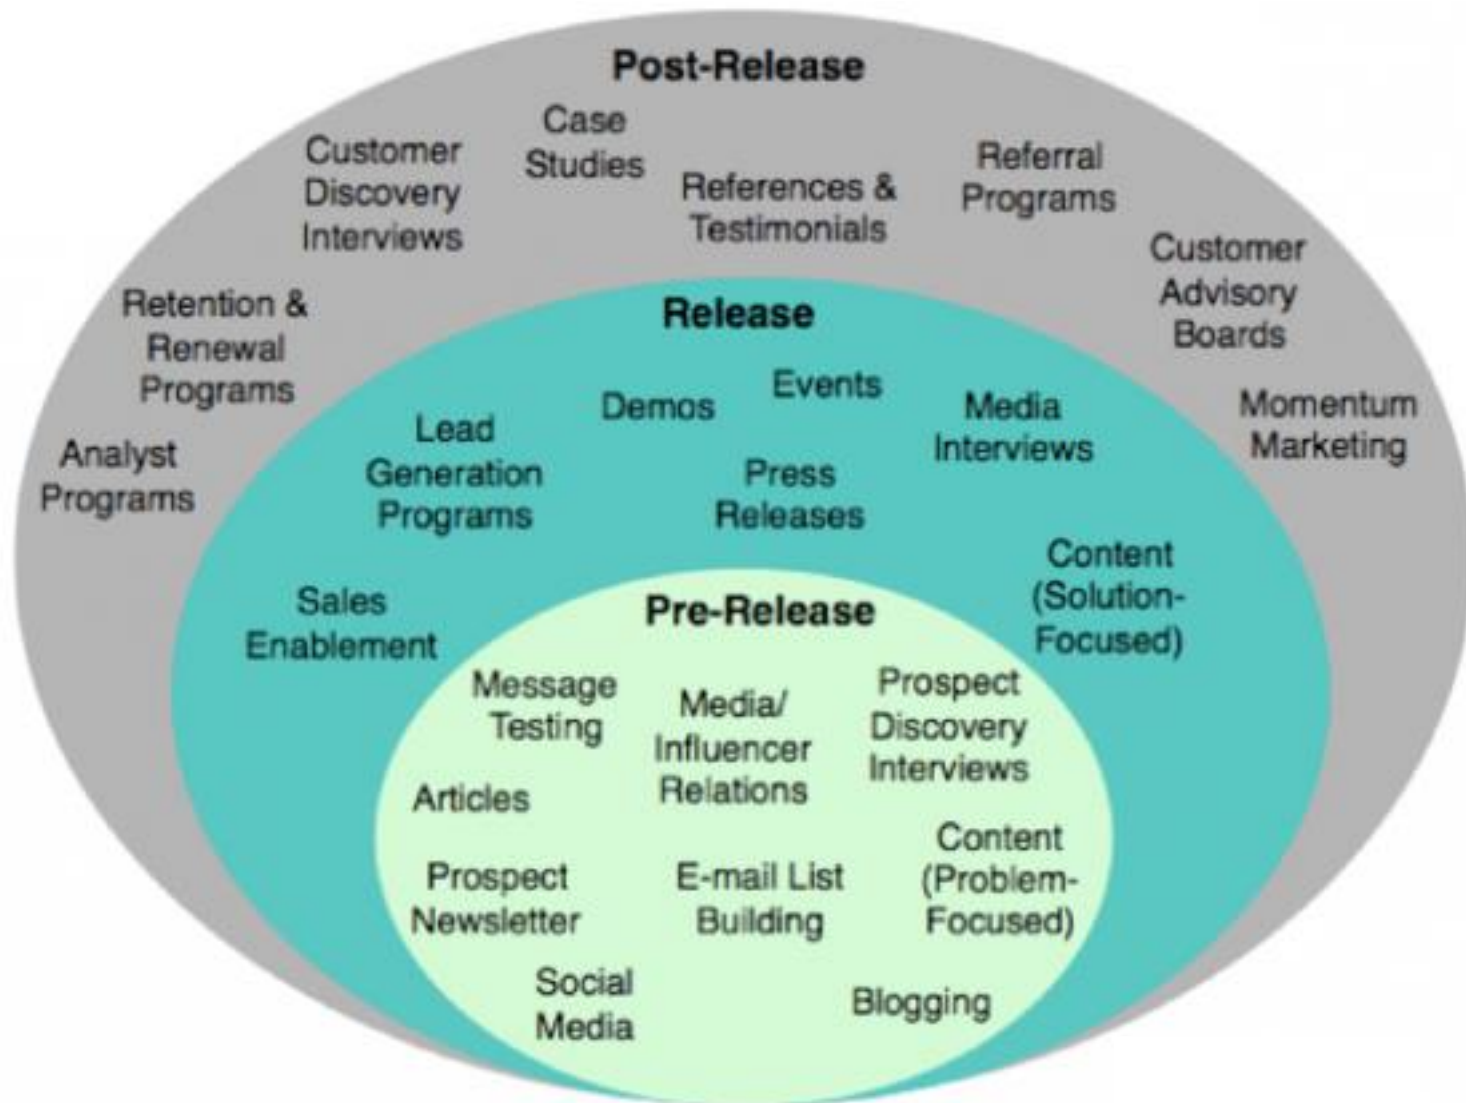 Post-Release
Case
Studies
Customer
Discovery
Interviews
References &
Testimonials
Referral
Programs
Customer
Advisory
Boards
Retention &
Renewal
Programs
Analyst
Programs
Momentum
Marketing
Release
Demos
Events
Media
Interviews
Lead
Generation
Programs
Press
Releases
Content
(Solution-
Focused)
Sales
Enablement
Pre-Release
Message
Testing
Media/
Influencer
Relations
Prospect
Discovery
Interviews
Articles
Prospect
Newsletter
E-mail List
Building
Content
(Problem-
Focused)
Social
Media
Blogging